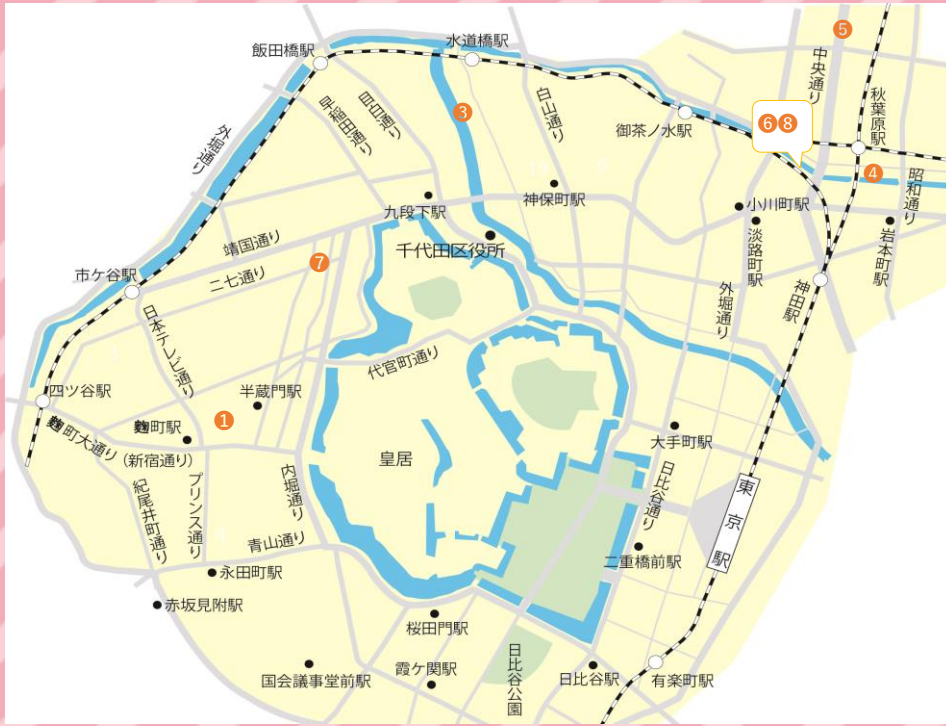 水道橋駅
飯田橋駅
中央通り
❺
秋葉原駅
目白通り
早稲田通り
❸
白山通り
御茶ノ水駅
❻❽
外堀通り
❹
昭和通り
九段下駅
神保町駅
小川町駅
千代田区役所
淡路町駅
岩本町駅
靖国通り
❼
市ケ谷駅
二七通り
神田駅
外堀通り
日本テレビ通り
代官町通り
四ツ谷駅
半蔵門駅
❶
麴町駅
麴町大通り(新宿通り)
大手町駅
皇居
内堀通り
日比谷通り
紀尾井町通り
プリンス通り
東京駅
青山通り
二重橋前駅
永田町駅
赤坂見附駅
桜田門駅
日比谷公園
国会議事堂前駅
霞ケ関駅
日比谷駅
有楽町駅